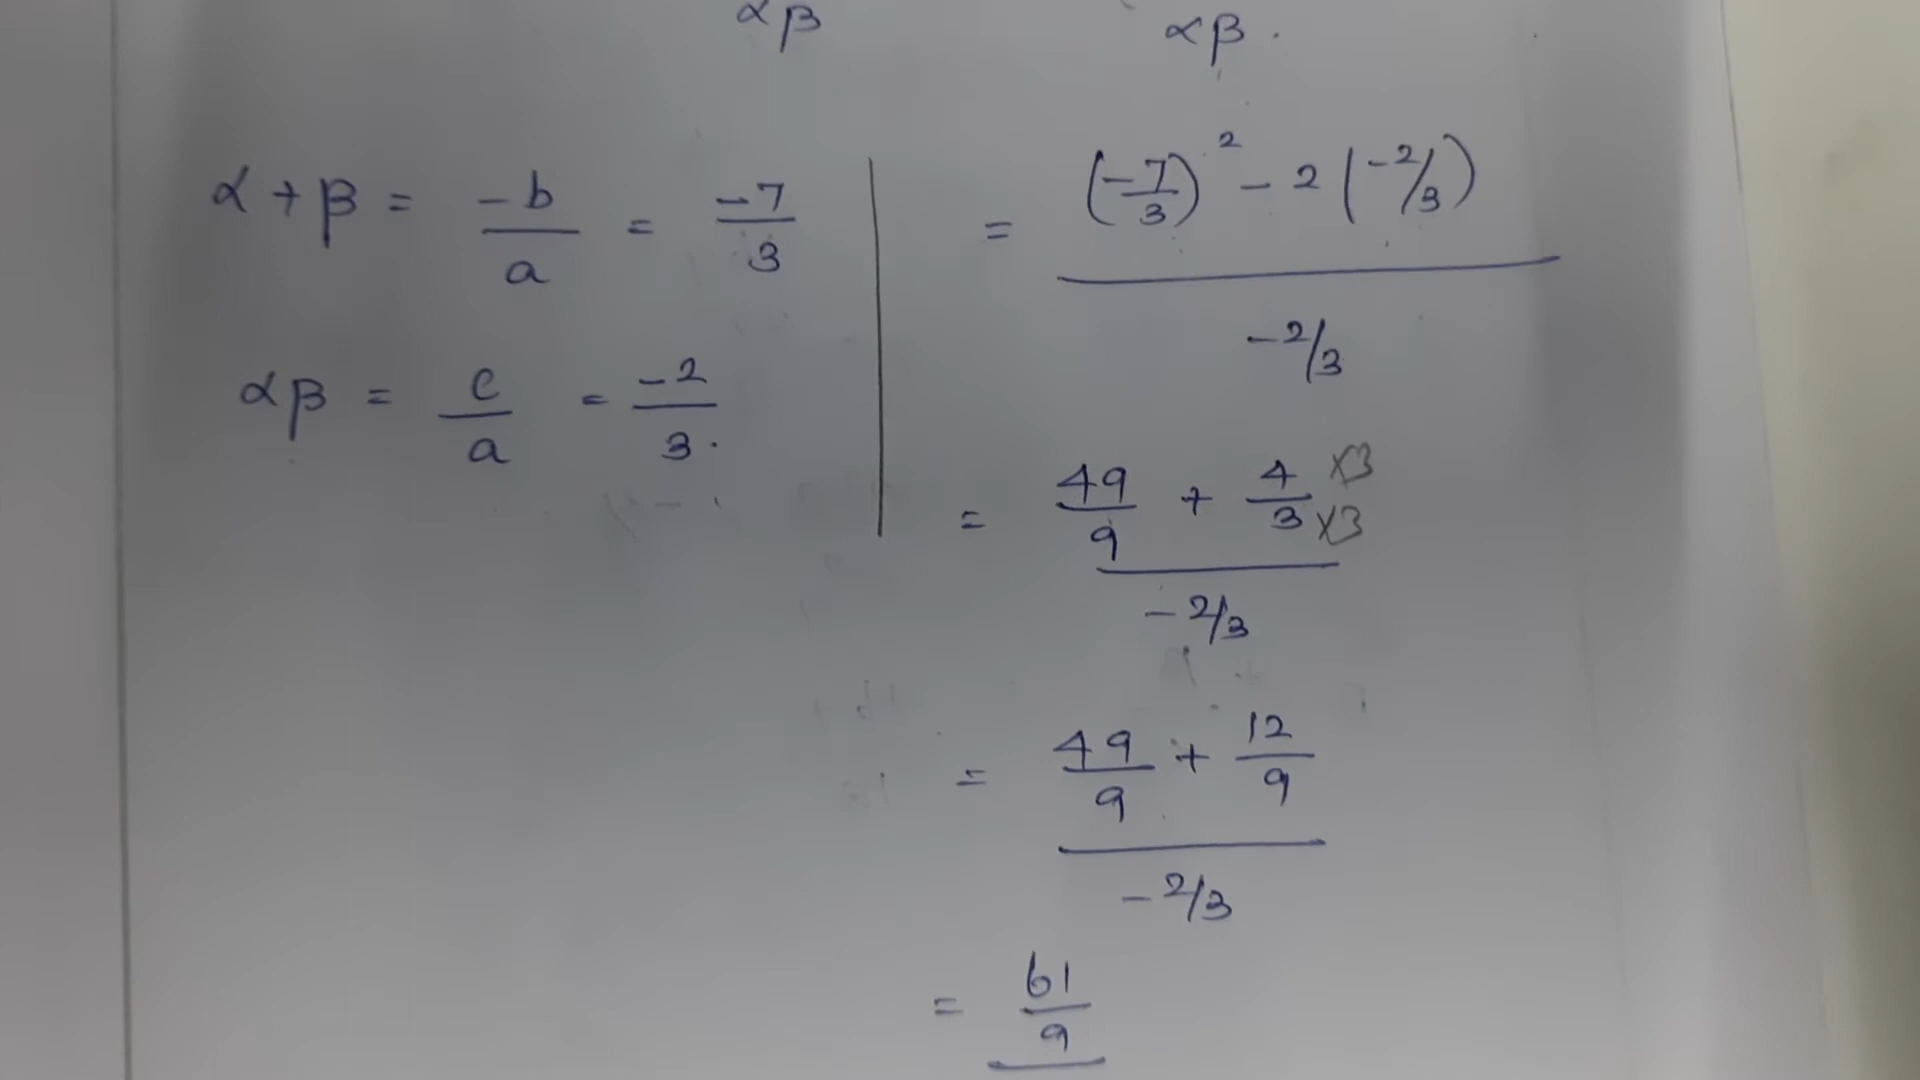 αβ αβ.
α + β = -b/a = -7/3
αβ = c/a = -2/3.
= (-7/3)² - 2(-2/3)
-2/3
= 49/9 + 4/3 ×3 ×3
-2/3
= 49/9 + 12/9
-2/3
= 61/9